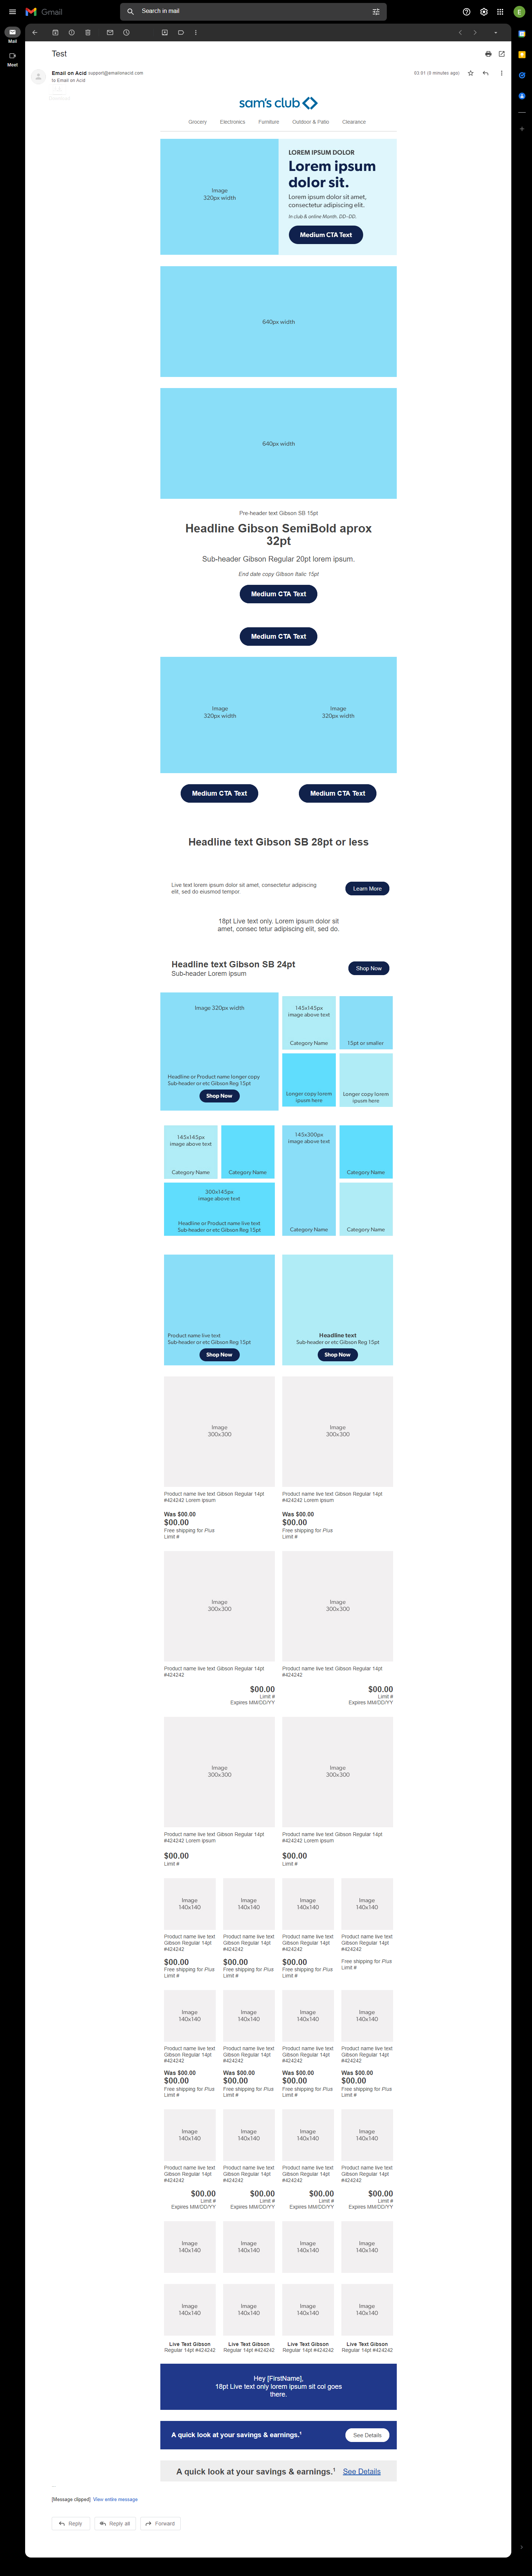 Gmail
Search in mail
E
Mail
Meet
Test
Email on Acid support@emailonacid.com
to Email on Acid
sam's club
Grocery Electronics Furniture Outdoor & Patio Clearance
Image
320px width
LOREM IPSUM DOLOR
Lorem ipsum
dolor sit.
Lorem ipsum dolor sit amet,
consectetur adipiscing elit.
In club & online Month. DD–DD.
Medium CTA Text
640px width
640px width
Pre-header text Gibson SB 15pt
Headline Gibson SemiBold aprox
32pt
Sub-header Gibson Regular 20pt lorem ipsum.
End date copy Gibson Italic 15pt
Medium CTA Text
Medium CTA Text
Image
320px width
Image
320px width
Medium CTA Text
Medium CTA Text
Headline text Gibson SB 28pt or less
Live text lorem ipsum dolor sit amet, consectetur adipiscing
elit, sed do eiusmod tempor.
Learn More
18pt Live text only. Lorem ipsum dolor sit
amet, consec tetur adipiscing elit, sed do.
Headline text Gibson SB 24pt
Sub-header Lorem ipsum
Shop Now
Image 320px width
Headline or Product name longer copy
Sub-header or etc Gibson Reg 15pt
Shop Now
145x145px
image above text
Category Name
15pt or smaller
Longer copy lorem
ipusm here
Longer copy lorem
ipusm here
145x145px
image above text
Category Name
Category Name
300x145px
image above text
Headline or Product name live text
Sub-header or etc Gibson Reg 15pt
145x300px
image above text
Category Name
Category Name
Category Name
Product name live text
Sub-header or etc Gibson Reg 15pt
Shop Now
Headline text
Sub-header or etc Gibson Reg 15pt
Shop Now
Image
300x300
Product name live text Gibson Regular 14pt
#424242 Lorem ipsum
Was $00.00
$00.00
Free shipping for Plus
Limit #
Image
300x300
Product name live text Gibson Regular 14pt
#424242 Lorem ipsum
Was $00.00
$00.00
Free shipping for Plus
Limit #
Image
300x300
Product name live text Gibson Regular 14pt
#424242
$00.00
Limit #
Expires MM/DD/YY
Image
300x300
Product name live text Gibson Regular 14pt
#424242
$00.00
Limit #
Expires MM/DD/YY
Image
300x300
Product name live text Gibson Regular 14pt
#424242 Lorem ipsum
$00.00
Limit #
Image
300x300
Product name live text Gibson Regular 14pt
#424242 Lorem ipsum
$00.00
Limit #
Image
140x140
Product name live text
Gibson Regular 14pt
#424242
$00.00
Free shipping for Plus
Limit #
Image
140x140
Product name live text
Gibson Regular 14pt
#424242
$00.00
Free shipping for Plus
Limit #
Image
140x140
Product name live text
Gibson Regular 14pt
#424242
$00.00
Free shipping for Plus
Limit #
Image
140x140
Product name live text
Gibson Regular 14pt
#424242
Free shipping for Plus
Limit #
Image
140x140
Product name live text
Gibson Regular 14pt
#424242
Was $00.00
$00.00
Free shipping for Plus
Limit #
Image
140x140
Product name live text
Gibson Regular 14pt
#424242
Was $00.00
$00.00
Free shipping for Plus
Limit #
Image
140x140
Product name live text
Gibson Regular 14pt
#424242
Was $00.00
$00.00
Free shipping for Plus
Limit #
Image
140x140
Product name live text
Gibson Regular 14pt
#424242
Was $00.00
$00.00
Free shipping for Plus
Limit #
Image
140x140
Product name live text
Gibson Regular 14pt
#424242
$00.00
Limit #
Expires MM/DD/YY
Image
140x140
Product name live text
Gibson Regular 14pt
#424242
$00.00
Limit #
Expires MM/DD/YY
Image
140x140
Product name live text
Gibson Regular 14pt
#424242
$00.00
Limit #
Expires MM/DD/YY
Image
140x140
Product name live text
Gibson Regular 14pt
#424242
$00.00
Limit #
Expires MM/DD/YY
Image
140x140
Image
140x140
Image
140x140
Image
140x140
Image
140x140
Live Text Gibson
Regular 14pt #424242
Image
140x140
Live Text Gibson
Regular 14pt #424242
Image
140x140
Live Text Gibson
Regular 14pt #424242
Image
140x140
Live Text Gibson
Regular 14pt #424242
Hey [FirstName],
18pt Live text only lorem ipsum sit col goes
there.
A quick look at your savings & earnings.¹
See Details
A quick look at your savings & earnings.¹ See Details
...
[Message clipped] View entire message
Reply
Reply all
Forward